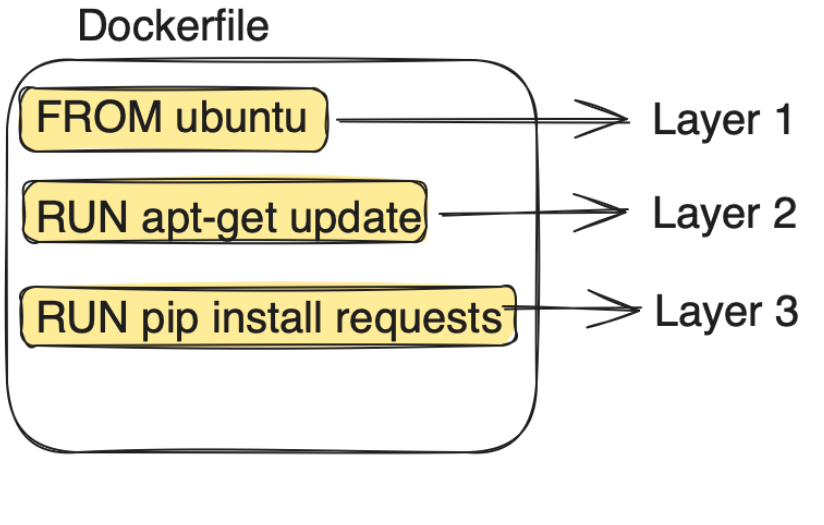 Dockerfile
FROM ubuntu
Layer 1
RUN apt-get update
Layer 2
RUN pip install requests
Layer 3